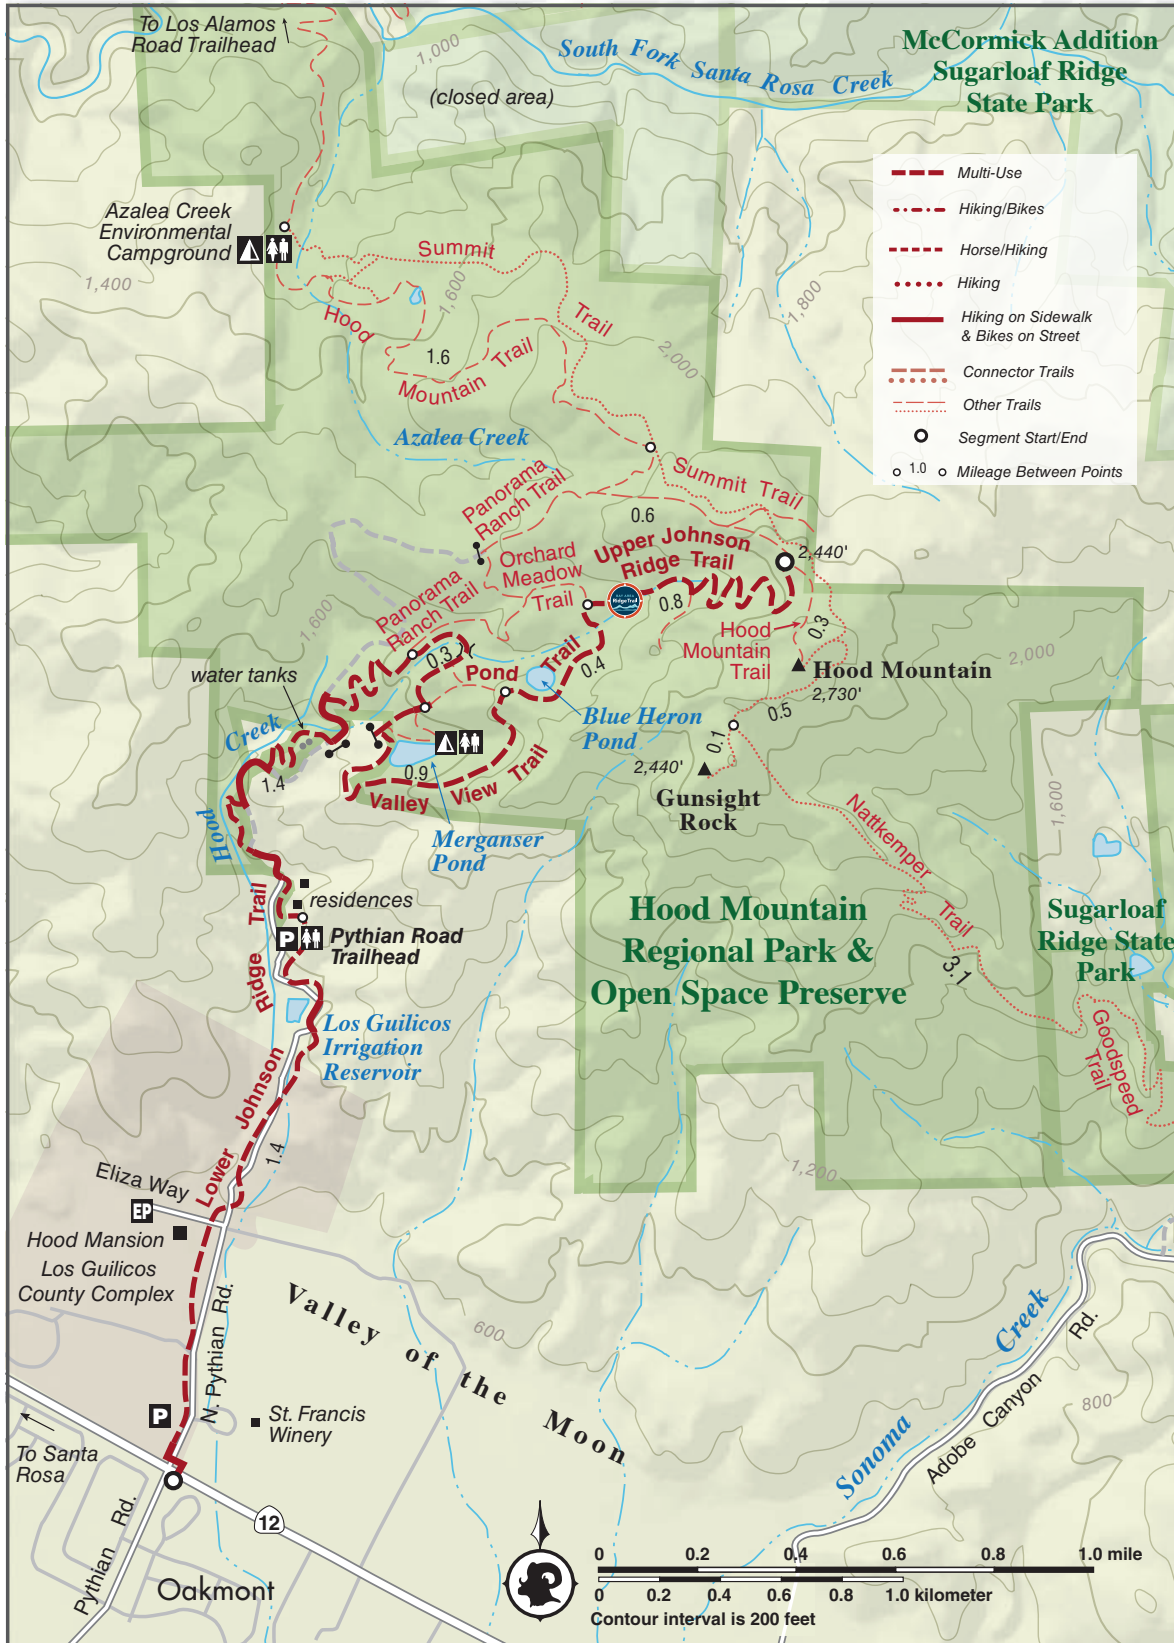 To Los Alamos
Road Trailhead
1,000
South Fork Santa Rosa Creek
McCormick Addition
Sugarloaf Ridge
State Park
(closed area)
Multi-Use
Hiking/Bikes
Horse/Hiking
Hiking
Hiking on Sidewalk
& Bikes on Street
Connector Trails
Other Trails
Segment Start/End
1.0
Mileage Between Points
Azalea Creek
Environmental
Campground
1,400
Summit
Trail
1,600
1,800
2,000
Hood
Mountain
Trail
1.6
Azalea Creek
Summit Trail
Panorama
Ranch Trail
0.6
Upper Johnson
Ridge Trail
2,440'
Orchard
Meadow
Trail
BAY AREA
RidgeTrail
0.8
Panorama
Ranch Trail
1,600
0.3
Hood
Mountain
Trail
0.3
Hood Mountain
2,730'
2,000
water tanks
Pond
Trail
0.4
Blue Heron
Pond
0.5
0.1
2,440'
Gunsight
Rock
Hood
Creek
1.4
0.9
Valley View Trail
Merganser
Pond
Nattkemper
Trail
3.1
1,600
residences
P
Pythian Road
Trailhead
Hood Mountain
Regional Park &
Open Space Preserve
Sugarloaf
Ridge State
Park
Goodspeed
Trail
Los Guilicos
Irrigation
Reservoir
Lower Johnson
Ridge Trail
1.4
1,200
Eliza Way
EP
Hood Mansion
Los Guilicos
County Complex
N. Pythian Rd.
Valley of the Moon
600
Sonoma
Creek
Adobe Canyon
Rd.
800
P
St. Francis
Winery
To Santa
Rosa
12
Pythian Rd.
Oakmont
0 0.2 0.4 0.6 0.8 1.0 mile
0 0.2 0.4 0.6 0.8 1.0 kilometer
Contour interval is 200 feet